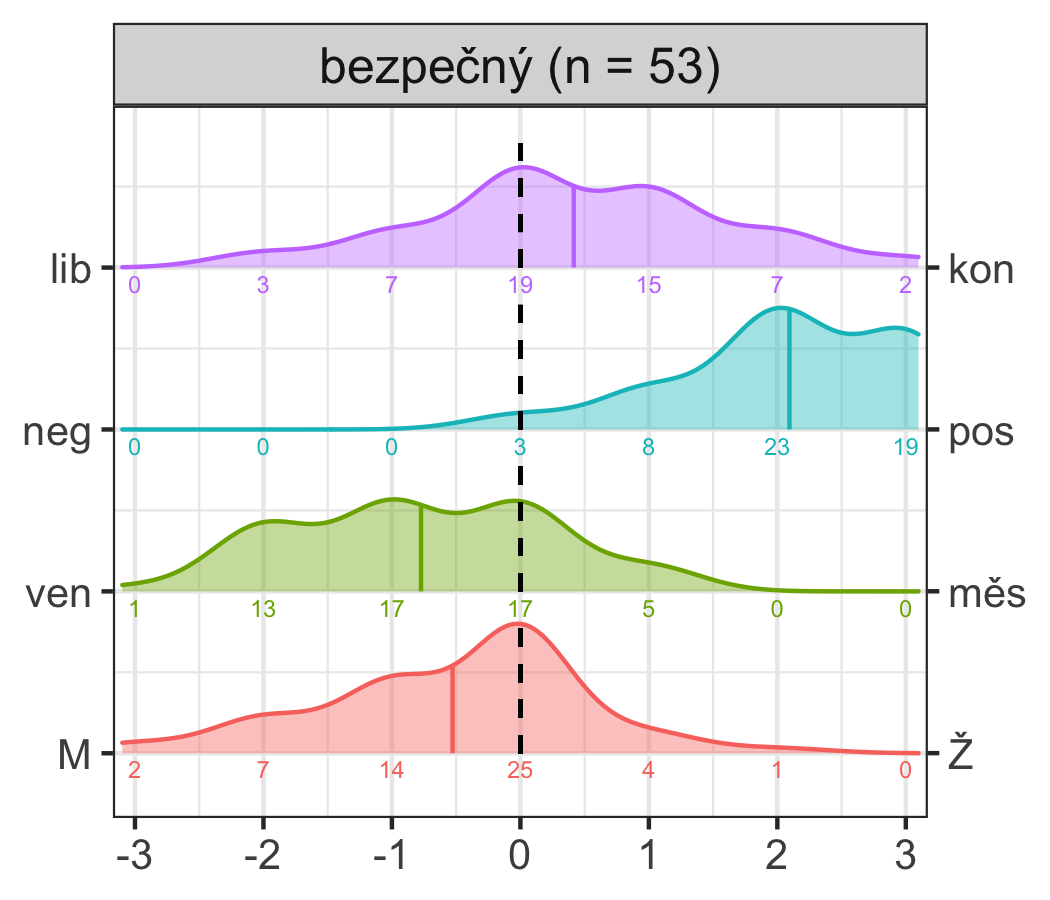 bezpečný (n = 53)
lib kon
0 3 7 19 15 7 2
neg pos
0 0 0 3 8 23 19
ven měs
1 13 17 17 5 0 0
M Ž
2 7 14 25 4 1 0
-3 -2 -1 0 1 2 3